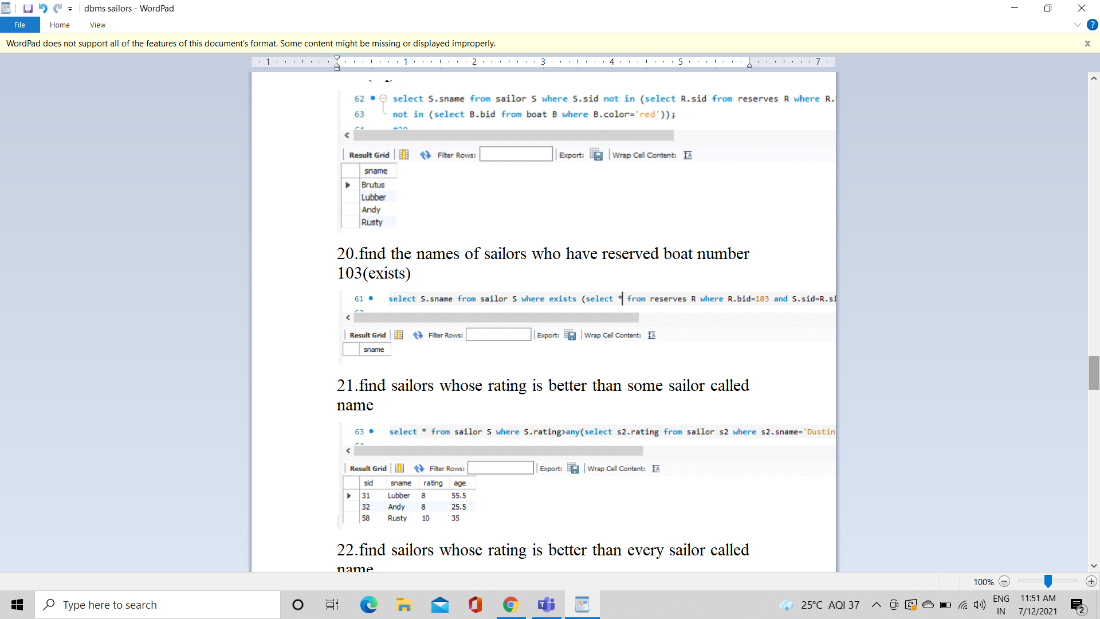 dbms sailors - WordPad
File Home View
WordPad does not support all of the features of this document's format. Some content might be missing or displayed improperly.
1 1 2 3 4 5 7
62 select S.sname from sailor S where S.sid not in (select R.sid from reserves R where R.
63 not in (select B.bid from boat B where B.color='red'));
Result Grid Filter Rows: Export: Wrap Cell Content:
sname
Brutus
Lubber
Andy
Rusty
20.find the names of sailors who have reserved boat number
103(exists)
61 select S.sname from sailor S where exists (select * from reserves R where R.bid=103 and S.sid=R.si
Result Grid Filter Rows: Export: Wrap Cell Content:
sname
21.find sailors whose rating is better than some sailor called
name
63 select * from sailor S where S.rating>any(select s2.rating from sailor s2 where s2.sname='Dustin
Result Grid Filter Rows: Export: Wrap Cell Content:
sid sname rating age
31 Lubber 8 55.5
32 Andy 8 25.5
58 Rusty 10 35
22.find sailors whose rating is better than every sailor called
name
100%
Type here to search
25°C AQI 37
ENG 11:51 AM
IN 7/12/2021
2